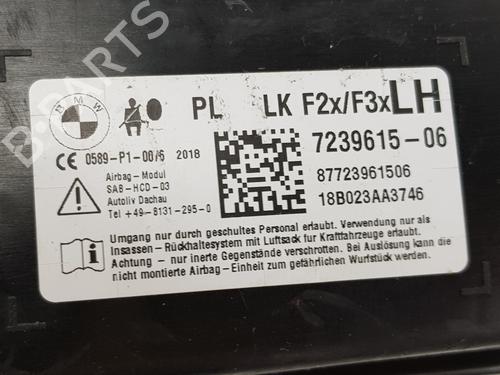 BMW
PL LK F2x/F3x LH
7239615-06
CE 0589-P1-0076 2018
87723961506
18B023AA3746
Airbag-Modul
SAB-HCD-03
Autoliv Dachau
Tel +49-8131-295-0
Umgang nur durch geschultes Personal erlaubt. Verwendung nur im
Insassen-Rückhaltesystem mit Luftsack für Kraftfahrzeuge erlaubt.
Achtung - nur inerte Gegenstände verschrotten. Bei Auslösung kann die
nicht montierte Airbag-Einheit zum gefährlichen Wurfstück werden.
B-PARTS